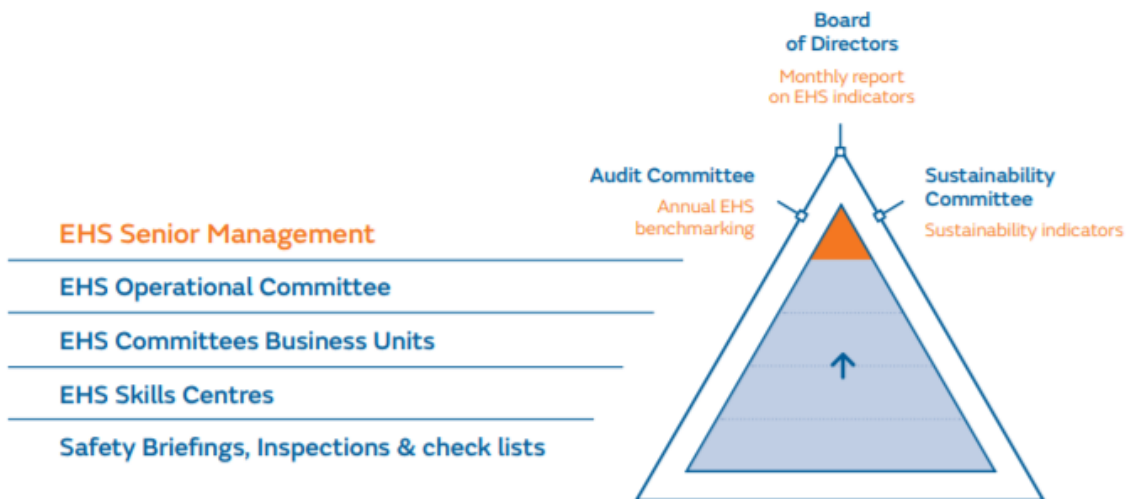 Board
of Directors
Monthly report
on EHS indicators
Audit Committee
Annual EHS
benchmarking
Sustainability
Committee
Sustainability indicators
EHS Senior Management
EHS Operational Committee
EHS Committees Business Units
EHS Skills Centres
Safety Briefings, Inspections & check lists